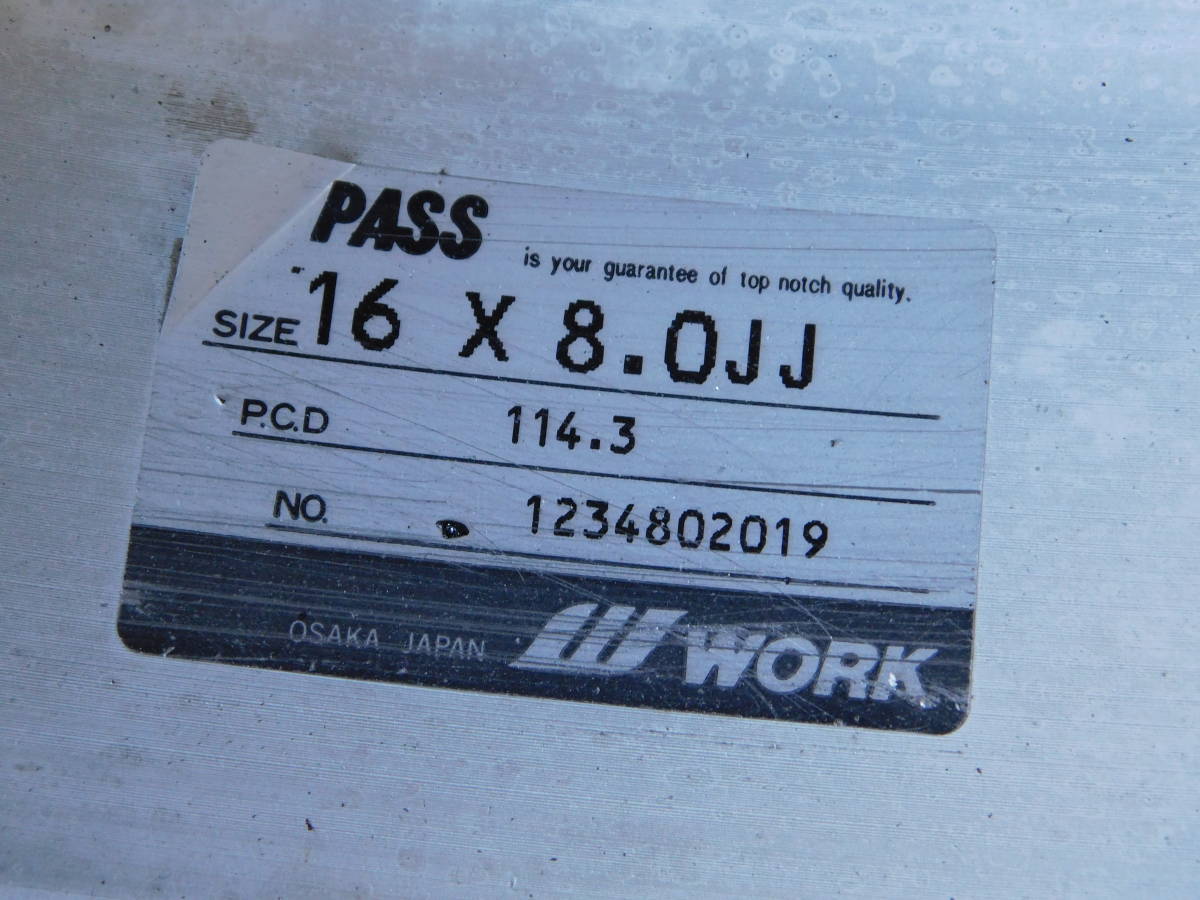 PASS is your guarantee of top notch quality.
SIZE 16 X 8.0JJ
P.C.D 114.3
NO. 1234802019
OSAKA JAPAN WORK